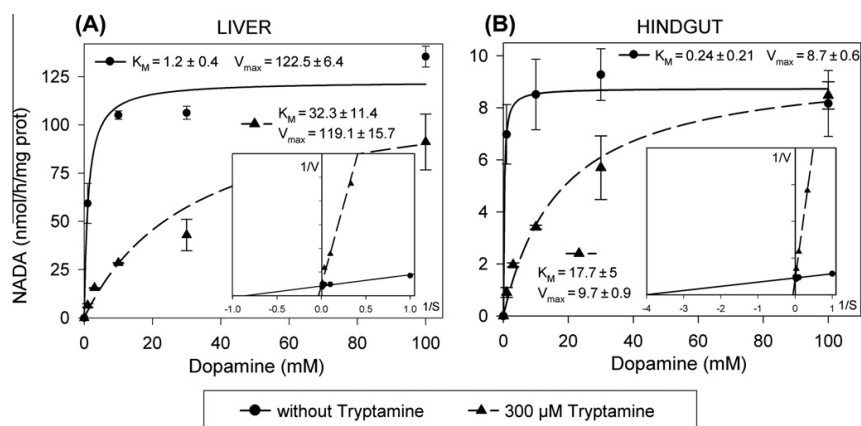 (A) LIVER
NADA (nmol/h/mg prot)
125
100
75
50
25
0
K_M = 1.2 ± 0.4 V_max = 122.5 ± 6.4
K_M = 32.3 ± 11.4
V_max = 119.1 ± 15.7
1/V
-1.0 -0.5 0.0 0.5 1.0 1/S
0 20 40 60 80 100
Dopamine (mM)
(B) HINDGUT
10
8
6
4
2
0
K_M = 0.24 ± 0.21 V_max = 8.7 ± 0.6
1/V
K_M = 17.7 ± 5
V_max = 9.7 ± 0.9
-4 -3 -2 -1 0 1
1/S
0 20 40 60 80 100
Dopamine (mM)
without Tryptamine 300 µM Tryptamine